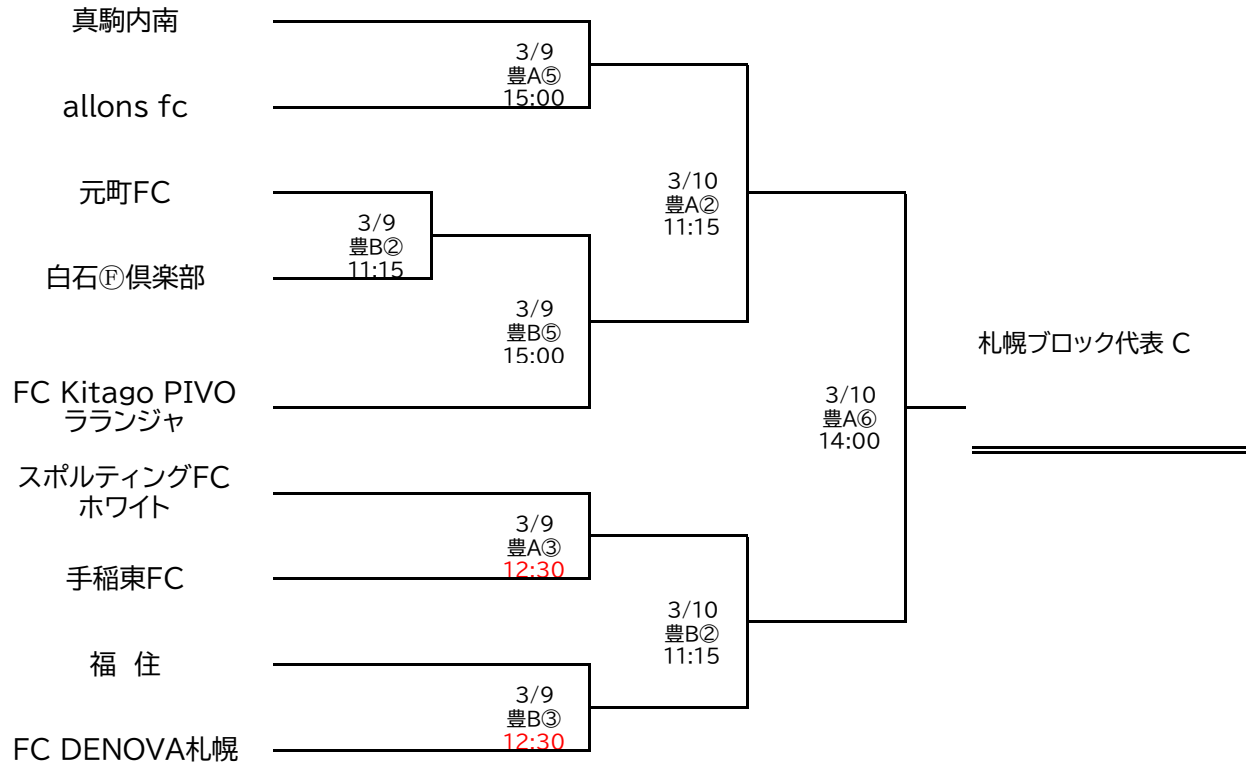 真駒内南
3/9
豊A⑤
15:00
allons fc
元町FC
3/9
豊B②
11:15
白石Ⓕ倶楽部
3/10
豊A②
11:15
3/9
豊B⑤
15:00
FC Kitago PIVO
ラランジャ
札幌ブロック代表 C
3/10
豊A⑥
14:00
スポルティングFC
ホワイト
3/9
豊A③
12:30
手稲東FC
3/10
豊B②
11:15
福 住
3/9
豊B③
12:30
FC DENOVA札幌